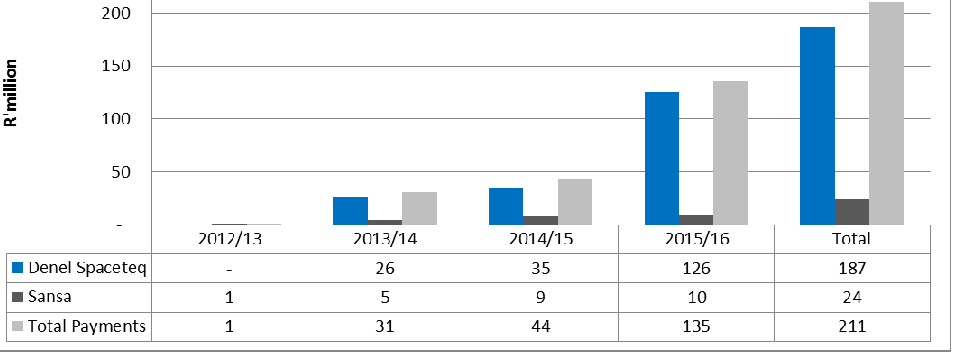 R'million
200
150
100
50
-
2012/13 2013/14 2014/15 2015/16 Total
Denel Spaceteq - 26 35 126 187
Sansa 1 5 9 10 24
Total Payments 1 31 44 135 211